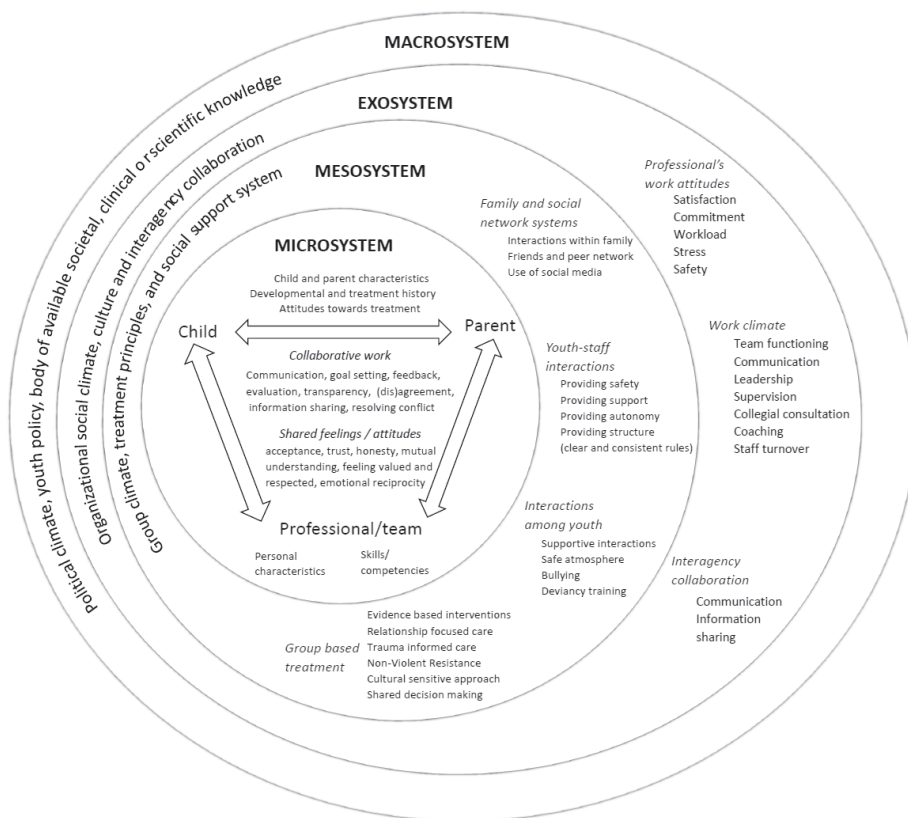 MACROSYSTEM
EXOSYSTEM
MESOSYSTEM
MICROSYSTEM
Political climate, youth policy, body of available societal, clinical o rscientific knowledge
Organizational social climate, culture and interagency collaboration
Group climate, treatment principles, and social support system
Child and parent characteristics
Developmental and treatment history
Attitudes towards treatment
Child
Parent
Collaborative work
Communication, goal setting, feedback,
evaluation, transparency, (dis)agreement,
information sharing, resolving conflict
Shared feelings / attitudes
acceptance, trust, honesty, mutual
understanding, feeling valued and
respected, emotional reciprocity
Professional/team
Personal
characteristics
Skills/
competencies
Family and social
network systems
Interactions within family
Friends and peer network
Use of social media
Youth-staff
interactions
Providing safety
Providing support
Providing autonomy
Providing structure
(clear and consistent rules)
Interactions
among youth
Supportive interactions
Safe atmosphere
Bullying
Deviancy training
Group based
treatment
Evidence based interventions
Relationship focused care
Trauma informed care
Non-Violent Resistance
Cultural sensitive approach
Shared decision making
Professional's
work attitudes
Satisfaction
Commitment
Workload
Stress
Safety
Work climate
Team functioning
Communication
Leadership
Supervision
Collegial consultation
Coaching
Staff turnover
Interagency
collaboration
Communication
Information
sharing